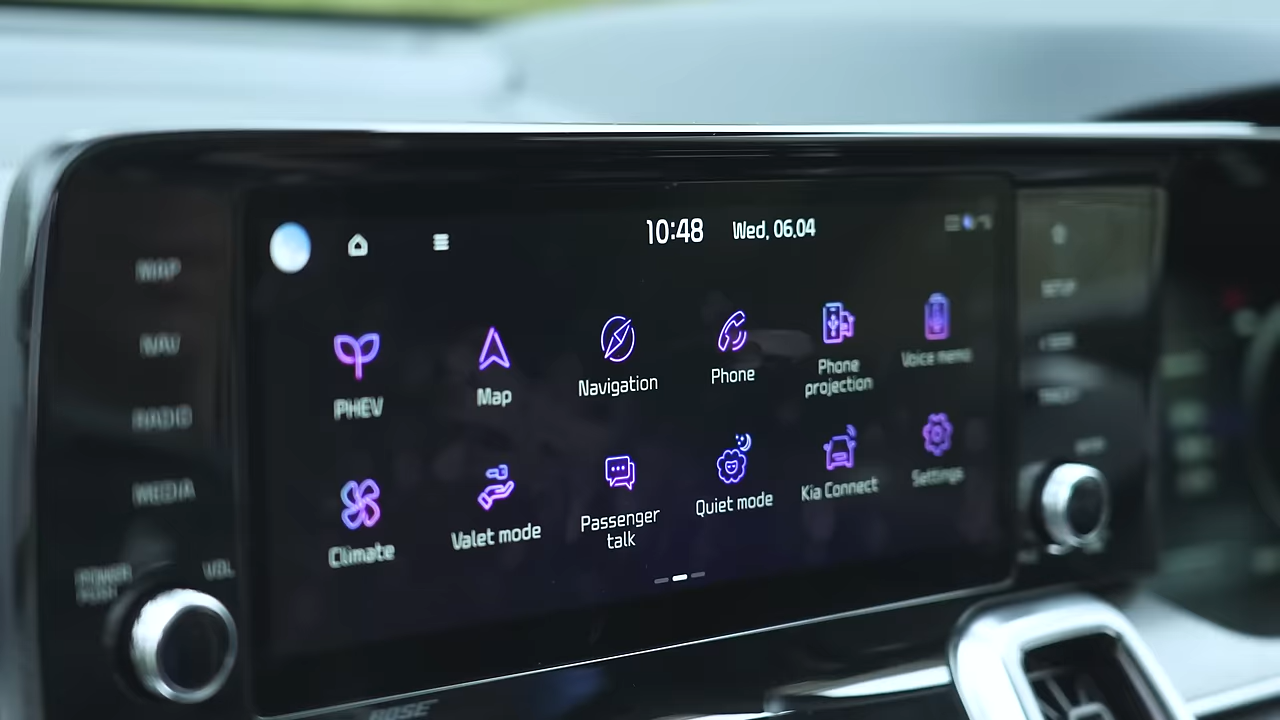 10:48 Wed, 06.04
MAP
NAV
RADIO
MEDIA
POWER
PUSH
VOL
PHEV
Map
Navigation
Phone
Phone
projection
Voice memo
Climate
Valet mode
Passenger
talk
Quiet mode
Kia Connect
Settings
SETUP
BOSE